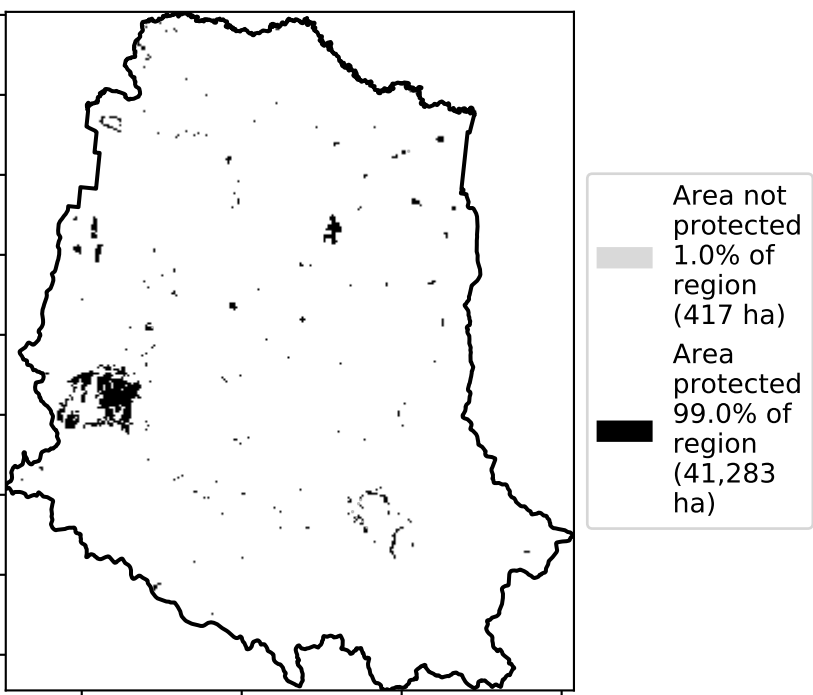 Area not
protected
1.0% of
region
(417 ha)
Area
protected
99.0% of
region
(41,283
ha)